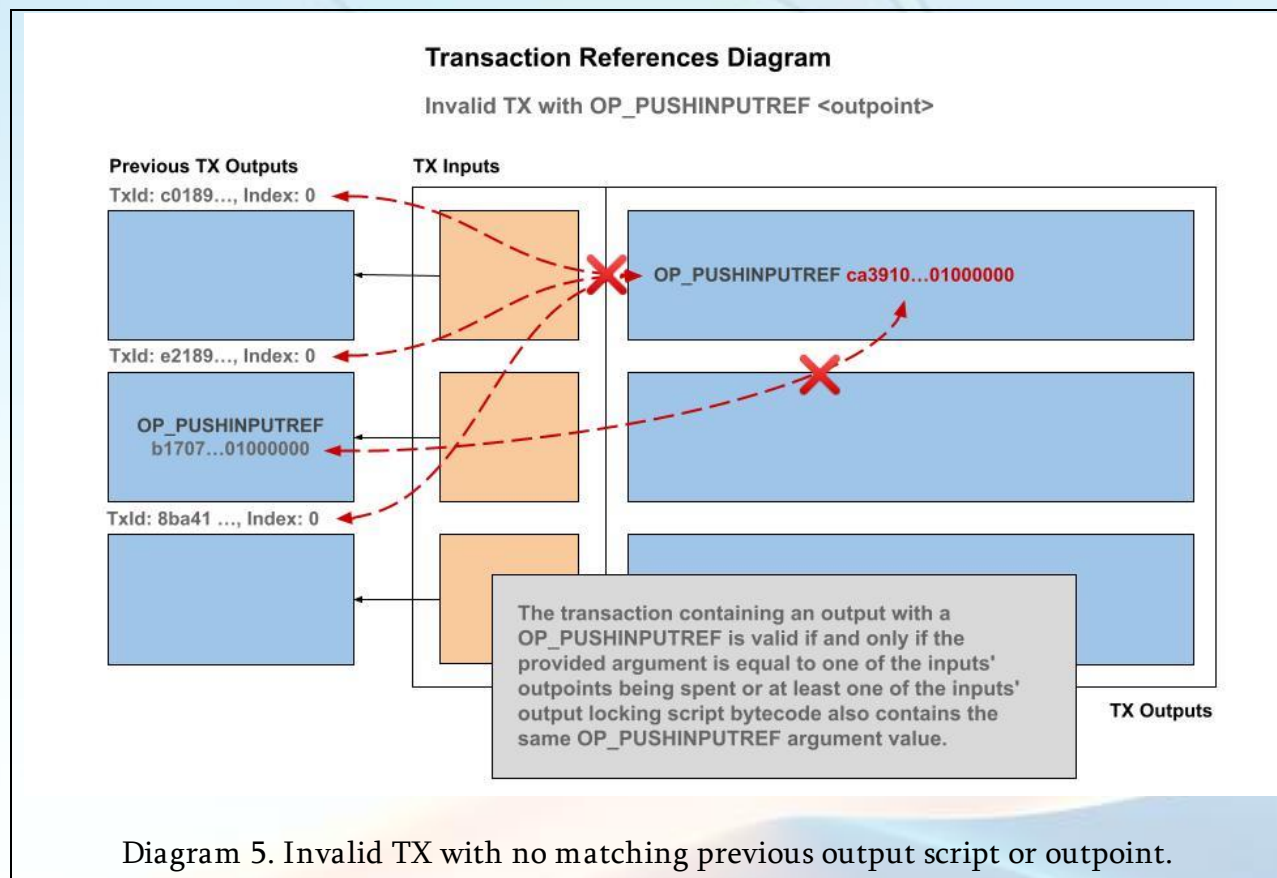 Transaction References Diagram
Invalid TX with OP_PUSHINPUTREF <outpoint>
Previous TX Outputs
TX Inputs
TxId: c0189..., Index: 0
OP_PUSHINPUTREF ca3910...01000000
TxId: e2189..., Index: 0
OP_PUSHINPUTREF
b1707...01000000
TxId: 8ba41 ..., Index: 0
The transaction containing an output with a
OP_PUSHINPUTREF is valid if and only if the
provided argument is equal to one of the inputs'
outpoints being spent or at least one of the inputs'
output locking script bytecode also contains the
same OP_PUSHINPUTREF argument value.
TX Outputs
Diagram 5. Invalid TX with no matching previous output script or outpoint.